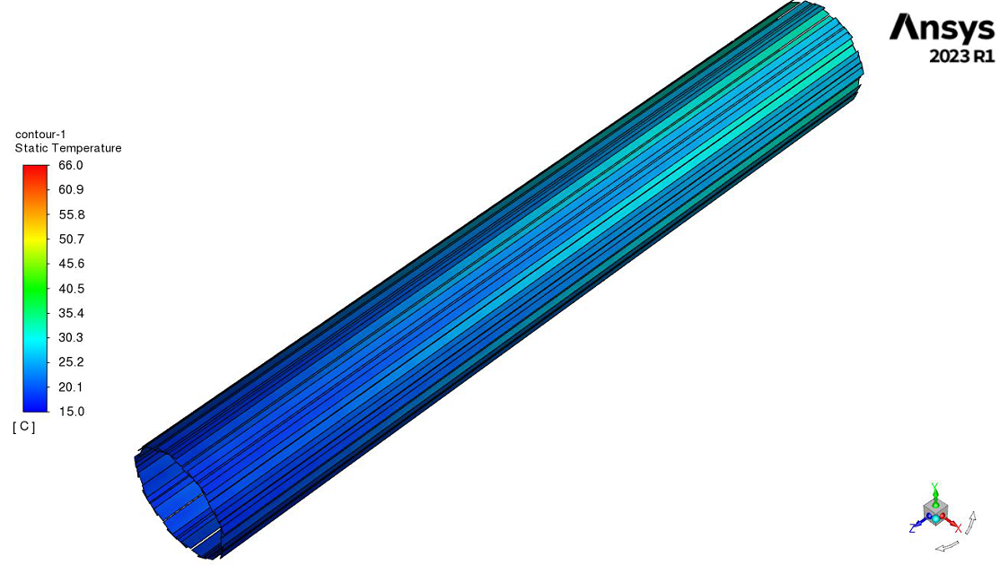 Ansys
2023 R1
contour-1
Static Temperature
66.0
60.9
55.8
50.7
45.6
40.5
35.4
30.3
25.2
20.1
15.0
[ C ]
Y
Z
X